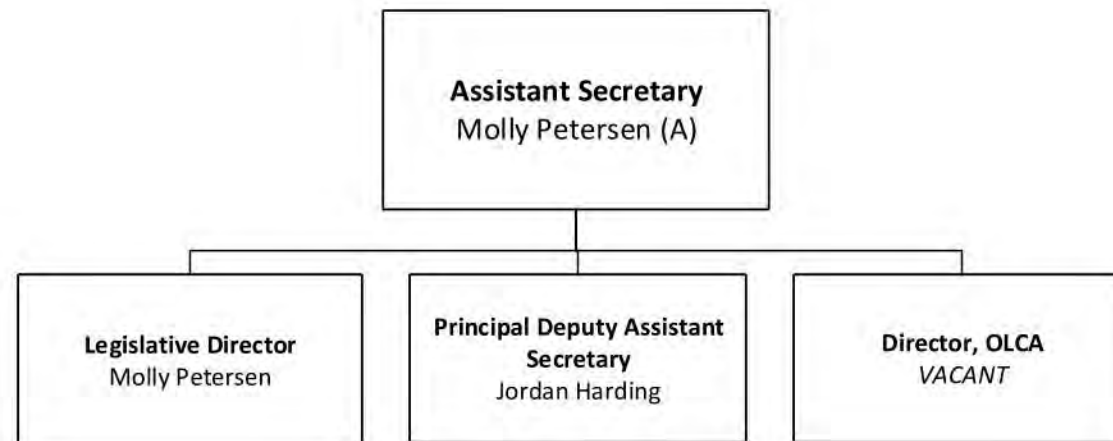 Assistant Secretary
Molly Petersen (A)
Legislative Director
Molly Petersen
Principal Deputy Assistant
Secretary
Jordan Harding
Director, OLCA
VACANT